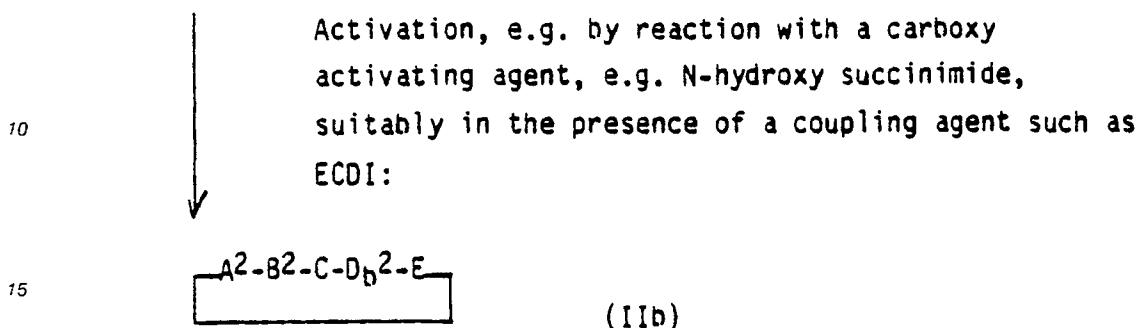 Activation, e.g. by reaction with a carboxy
activating agent, e.g. N-hydroxy succinimide,
10 suitably in the presence of a coupling agent such as
ECDI:
A2-B2-C-Db2-E
15 (IIb)